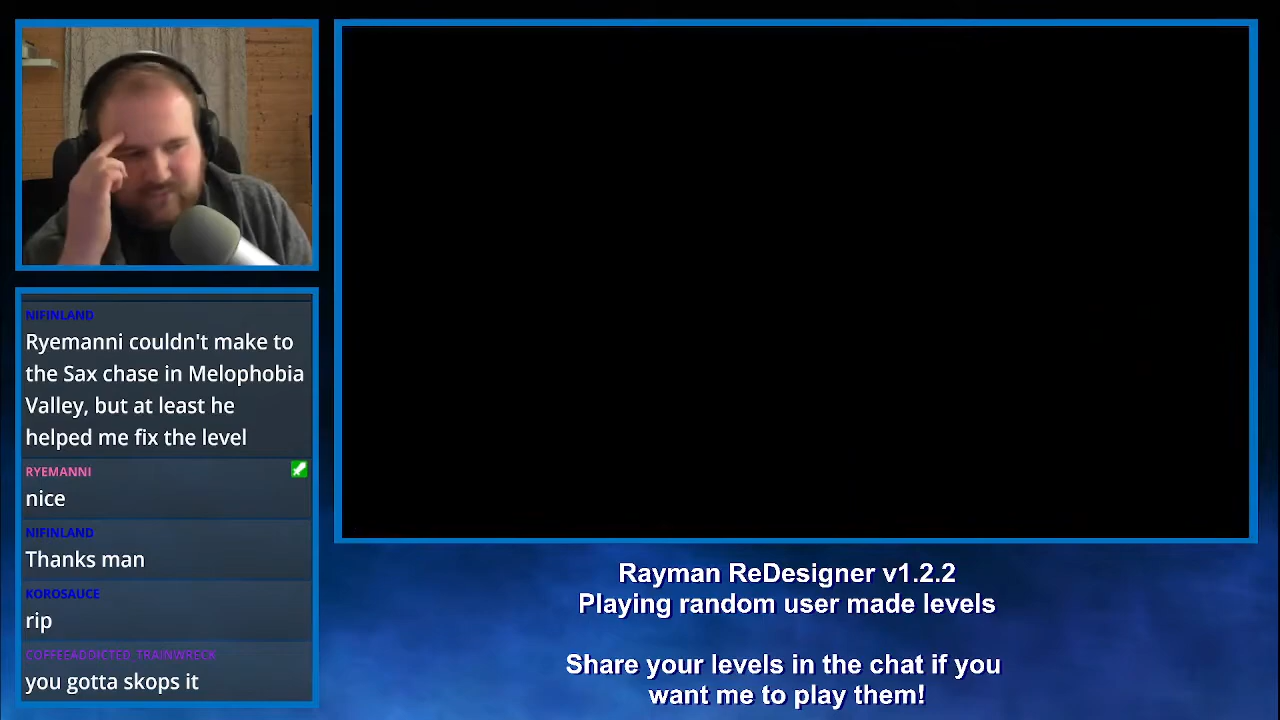 NIFINLAND
Ryemanni couldn't make to
the Sax chase in Melophobia
Valley, but at least he
helped me fix the level
RYEMANNI
nice
NIFINLAND
Thanks man
KOROSAUCE
rip
COFFEEADDICTED_TRAINWRECK
you gotta skops it
Rayman ReDesigner v1.2.2
Playing random user made levels
Share your levels in the chat if you
want me to play them!